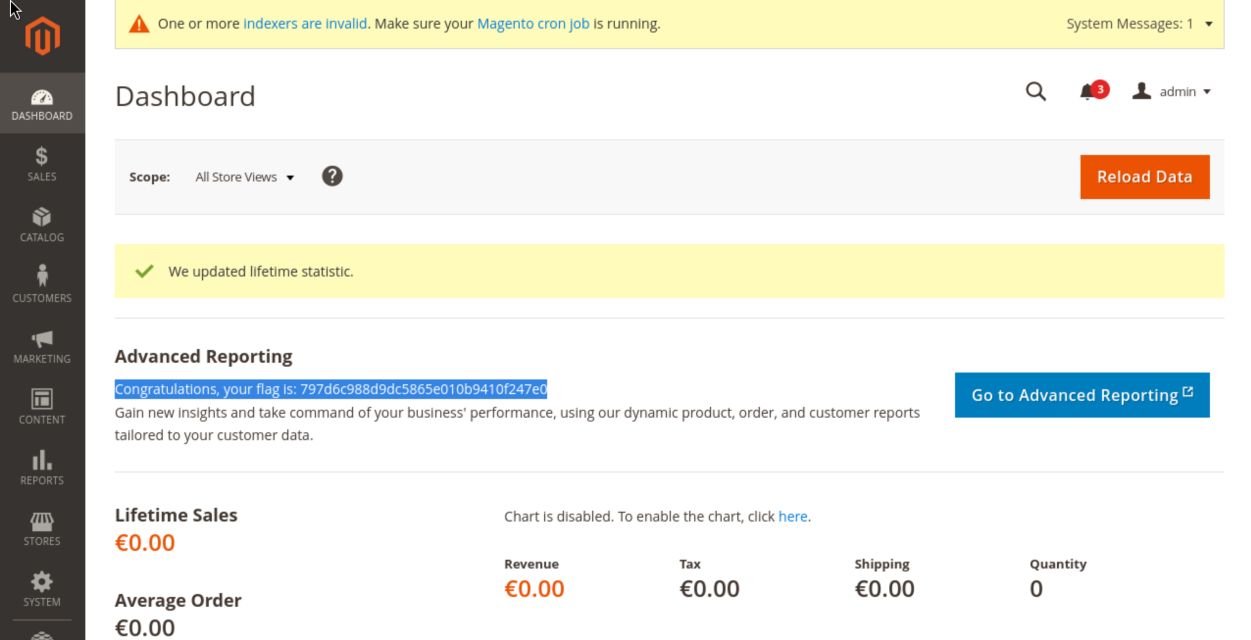 One or more indexers are invalid. Make sure your Magento cron job is running.
System Messages: 1
Dashboard
3
admin
DASHBOARD
SALES
CATALOG
CUSTOMERS
MARKETING
CONTENT
REPORTS
STORES
SYSTEM
Scope: All Store Views ?
Reload Data
We updated lifetime statistic.
Advanced Reporting
Congratulations, your flag is: 797d6c988d9dc5865e010b9410f247e0
Gain new insights and take command of your business' performance, using our dynamic product, order, and customer reports
tailored to your customer data.
Go to Advanced Reporting
Lifetime Sales
€0.00
Average Order
€0.00
Chart is disabled. To enable the chart, click here.
Revenue Tax Shipping Quantity
€0.00 €0.00 €0.00 0